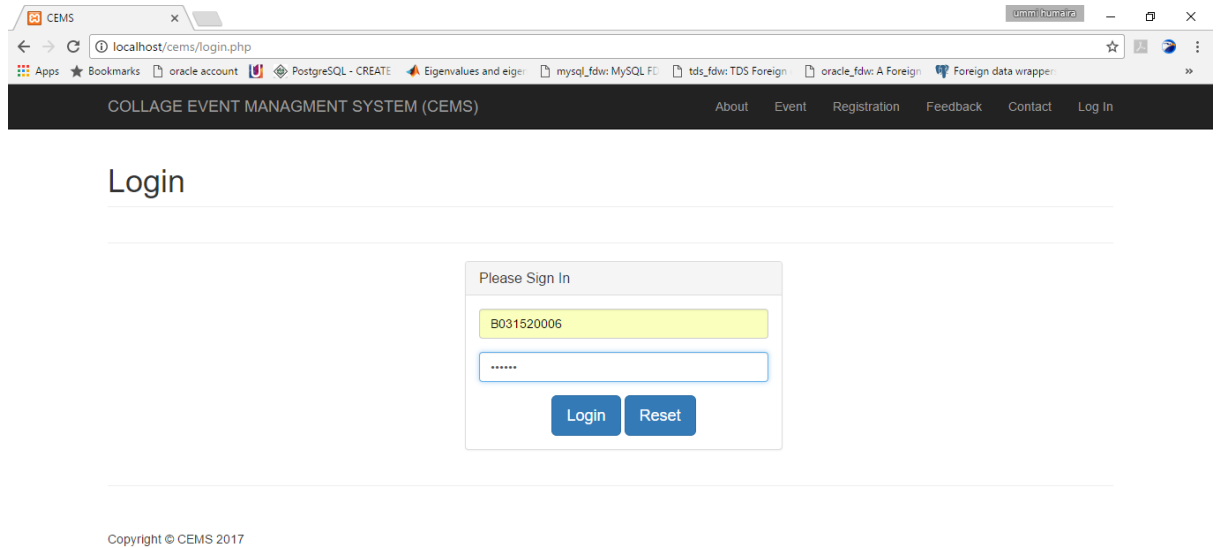 CEMS
ummi humaira
localhost/cems/login.php
Apps Bookmarks oracle account PostgreSQL - CREATE Eigenvalues and eiger mysql_fdw: MySQL FD tds_fdw: TDS Foreign oracle_fdw: A Foreign Foreign data wrapper »
COLLAGE EVENT MANAGMENT SYSTEM (CEMS) About Event Registration Feedback Contact Log In
Login
Please Sign In
B031520006
••••••
Login Reset
Copyright © CEMS 2017